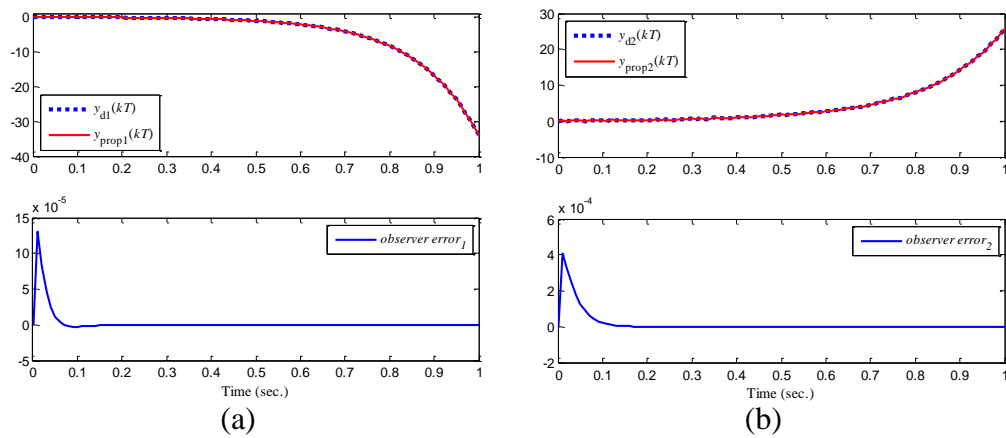 0
-10
-20
-30
-40
y_d1(kT)
y_prop1(kT)
0 0.1 0.2 0.3 0.4 0.5 0.6 0.7 0.8 0.9 1
x 10^-5
15
10
5
0
-5
observer error_1
0 0.1 0.2 0.3 0.4 0.5 0.6 0.7 0.8 0.9 1
Time (sec.)
(a)
30
20
10
0
-10
y_d2(kT)
y_prop2(kT)
0 0.1 0.2 0.3 0.4 0.5 0.6 0.7 0.8 0.9 1
x 10^-4
6
4
2
0
-2
observer error_2
0 0.1 0.2 0.3 0.4 0.5 0.6 0.7 0.8 0.9 1
Time (sec.)
(b)